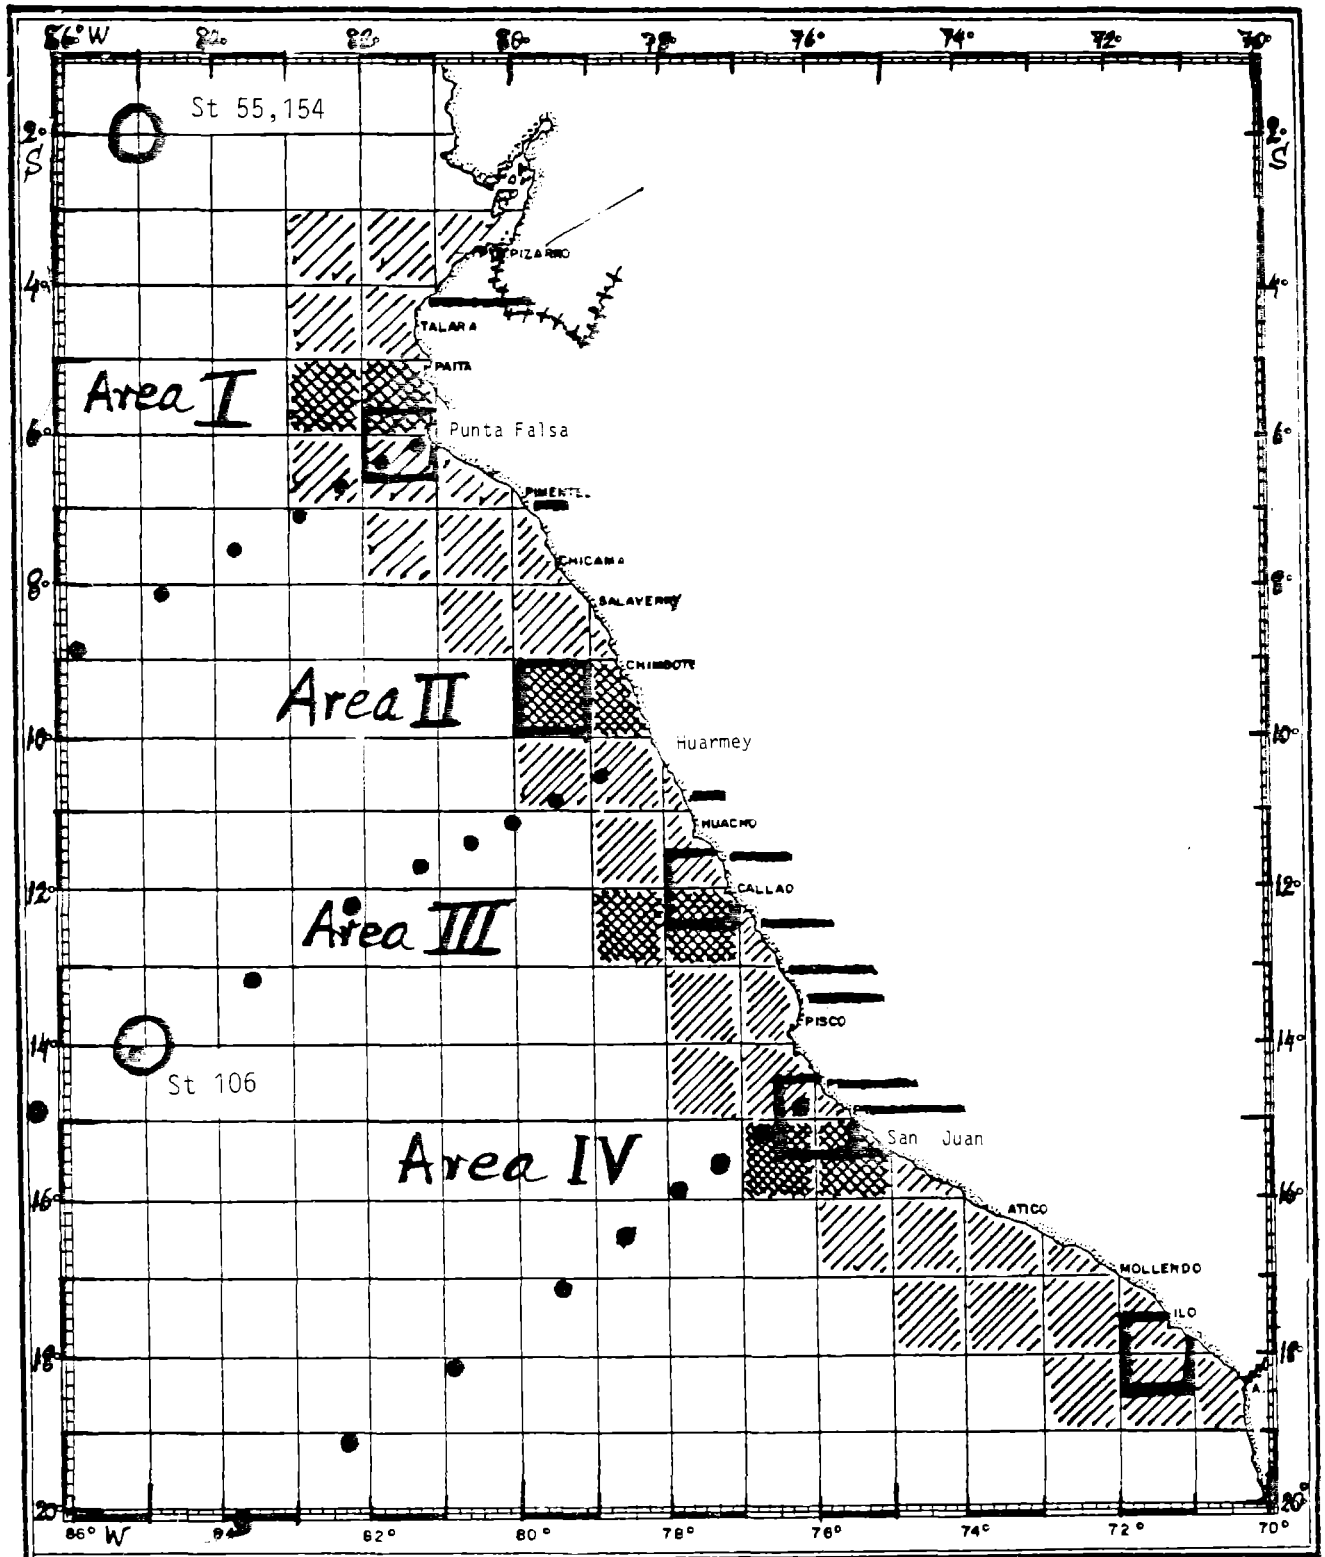 86° W 84° 82° 80° 78° 76° 74° 72° 70°
St 55,154
2° 2°
S S
PIZARRO
4° 4°
TALARA
PAITA
Area I
Punta Falsa
6° 6°
PIMENTEL
CHICAMA
8° 8°
SALAVERRY
CHIMBOTE
Area II
10° 10°
Huarmey
HUACHO
12° 12°
CALLAO
Area III
PISCO
14° 14°
St 106
San Juan
Area IV
16° 16°
ATICO
MOLLENDO
ILO
18° 18°
A
20° 20°
86° W 84° 82° 80° 78° 76° 74° 72° 70°